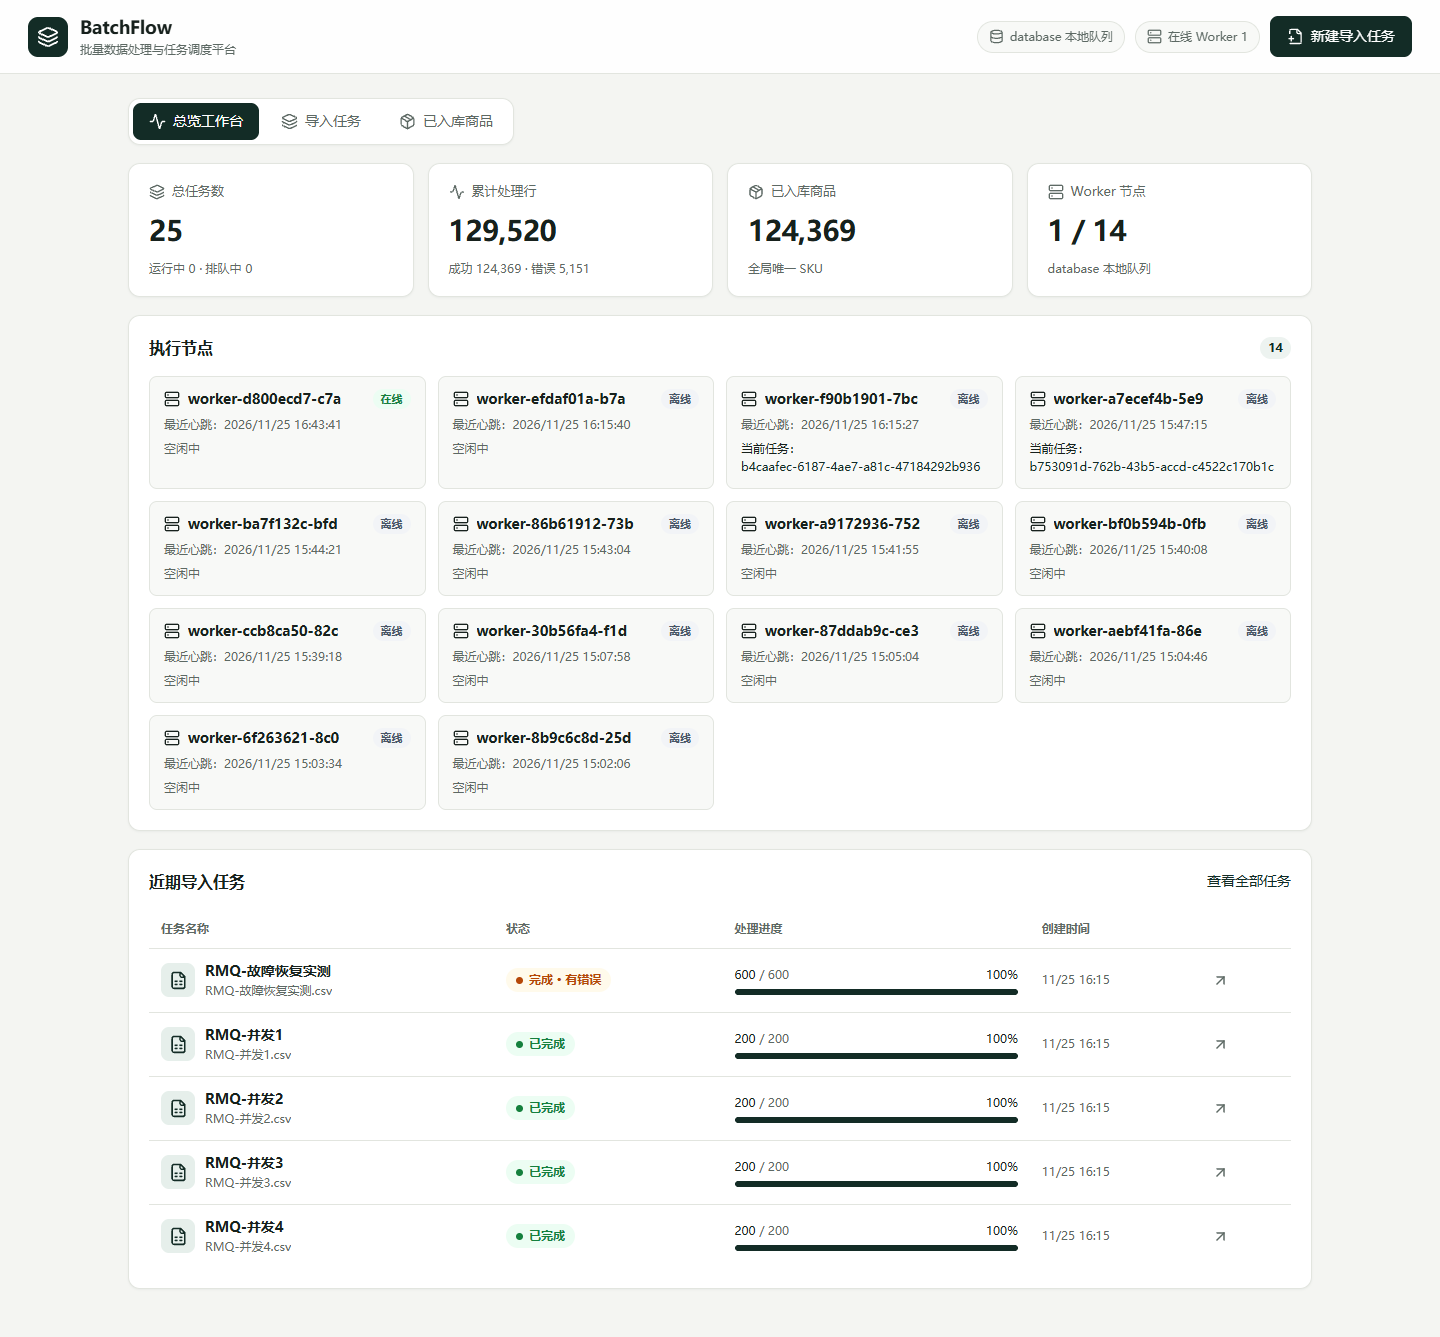 BatchFlow
批量数据处理与任务调度平台
database 本地队列
在线 Worker 1
新建导入任务
总览工作台
导入任务
已入库商品
总任务数
25
运行中 0 · 排队中 0
累计处理行
129,520
成功 124,369 · 错误 5,151
已入库商品
124,369
全局唯一 SKU
Worker 节点
1 / 14
database 本地队列
执行节点
14
worker-d800ecd7-c7a
在线
最近心跳：2026/11/25 16:43:41
空闲中
worker-efdaf01a-b7a
离线
最近心跳：2026/11/25 16:15:40
空闲中
worker-f90b1901-7bc
离线
最近心跳：2026/11/25 16:15:27
当前任务：
b4caafec-6187-4ae7-a81c-47184292b936
worker-a7ecef4b-5e9
离线
最近心跳：2026/11/25 15:47:15
当前任务：
b753091d-762b-43b5-accd-c4522c170b1c
worker-ba7f132c-bfd
离线
最近心跳：2026/11/25 15:44:21
空闲中
worker-86b61912-73b
离线
最近心跳：2026/11/25 15:43:04
空闲中
worker-a9172936-752
离线
最近心跳：2026/11/25 15:41:55
空闲中
worker-bf0b594b-0fb
离线
最近心跳：2026/11/25 15:40:08
空闲中
worker-ccb8ca50-82c
离线
最近心跳：2026/11/25 15:39:18
空闲中
worker-30b56fa4-f1d
离线
最近心跳：2026/11/25 15:07:58
空闲中
worker-87ddab9c-ce3
离线
最近心跳：2026/11/25 15:05:04
空闲中
worker-aebf41fa-86e
离线
最近心跳：2026/11/25 15:04:46
空闲中
worker-6f263621-8c0
离线
最近心跳：2026/11/25 15:03:34
空闲中
worker-8b9c6c8d-25d
离线
最近心跳：2026/11/25 15:02:06
空闲中
近期导入任务
查看全部任务
任务名称
状态
处理进度
创建时间
RMQ-故障恢复实测
RMQ-故障恢复实测.csv
完成・有错误
600 / 600
100%
11/25 16:15
RMQ-并发1
RMQ-并发1.csv
已完成
200 / 200
100%
11/25 16:15
RMQ-并发2
RMQ-并发2.csv
已完成
200 / 200
100%
11/25 16:15
RMQ-并发3
RMQ-并发3.csv
已完成
200 / 200
100%
11/25 16:15
RMQ-并发4
RMQ-并发4.csv
已完成
200 / 200
100%
11/25 16:15